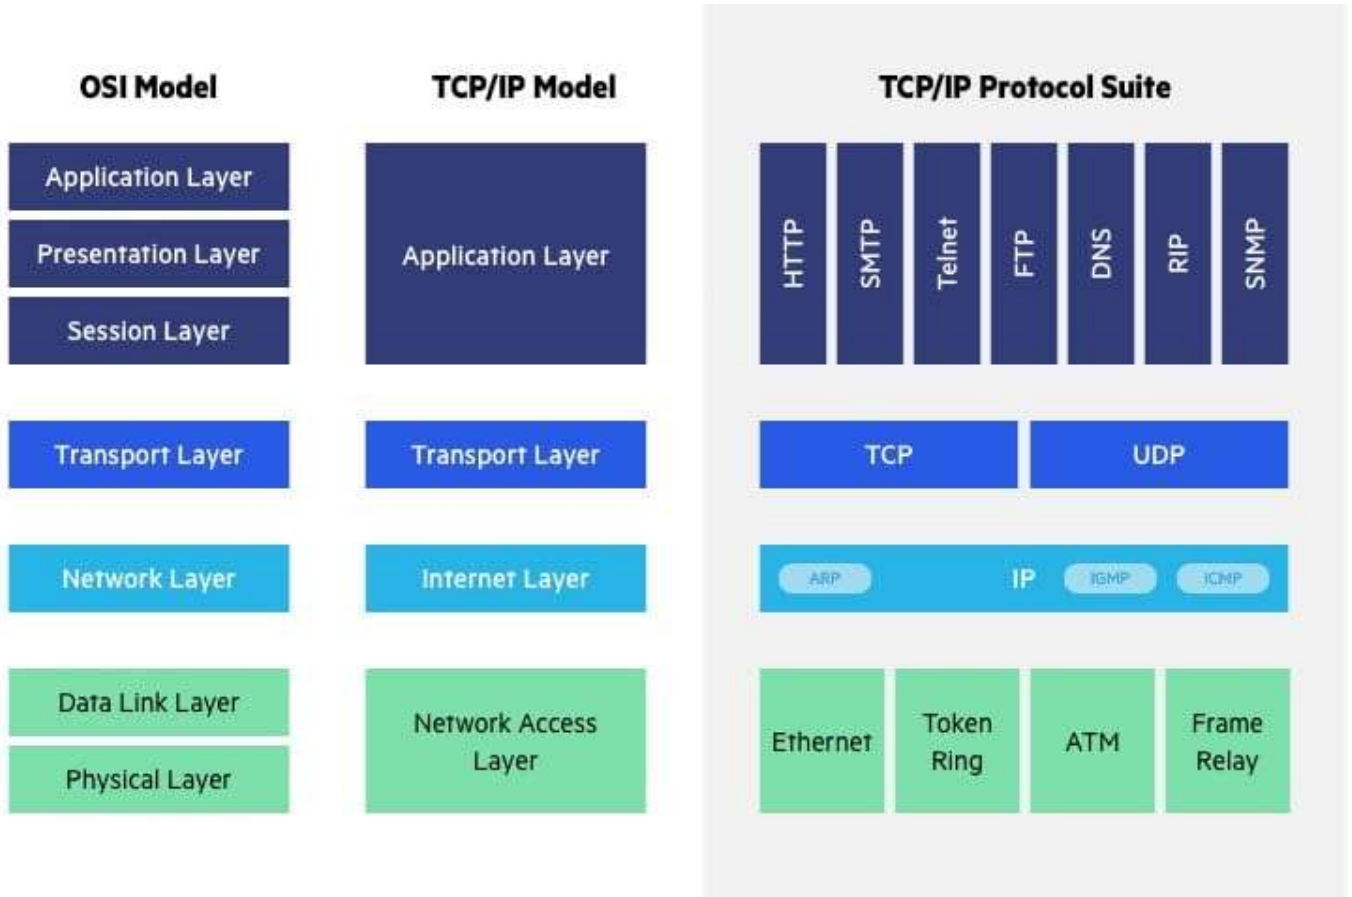 OSI Model
TCP/IP Model
TCP/IP Protocol Suite
Application Layer
Presentation Layer
Session Layer
Application Layer
HTTP
SMTP
Telnet
FTP
DNS
RIP
SNMP
Transport Layer
Transport Layer
TCP
UDP
Network Layer
Internet Layer
ARP
IP
IGMP
ICMP
Data Link Layer
Physical Layer
Network Access
Layer
Ethernet
Token
Ring
ATM
Frame
Relay